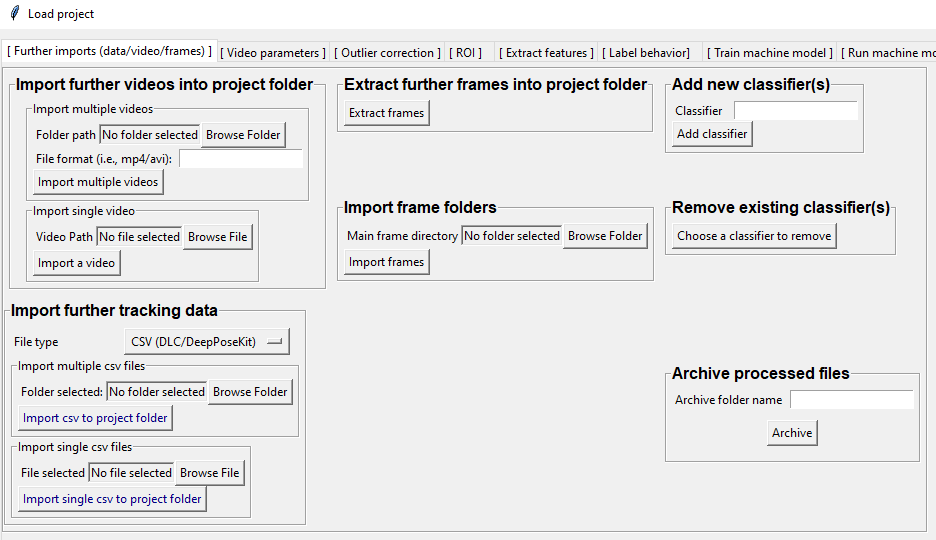 Load project
[ Further imports (data/video/frames) ] [ Video parameters ] [ Outlier correction ] [ ROI ] [ Extract features ] [ Label behavior] [ Train machine model ] [ Run machine mo
Import further videos into project folder
Import multiple videos
Folder path No folder selected Browse Folder
File format (i.e., mp4/avi):
Import multiple videos
Import single video
Video Path No file selected Browse File
Import a video
Import further tracking data
File type CSV (DLC/DeepPoseKit)
Import multiple csv files
Folder selected: No folder selected Browse Folder
Import csv to project folder
Import single csv files
File selected No file selected Browse File
Import single csv to project folder
Extract further frames into project folder
Extract frames
Import frame folders
Main frame directory No folder selected Browse Folder
Import frames
Add new classifier(s)
Classifier
Add classifier
Remove existing classifier(s)
Choose a classifier to remove
Archive processed files
Archive folder name
Archive